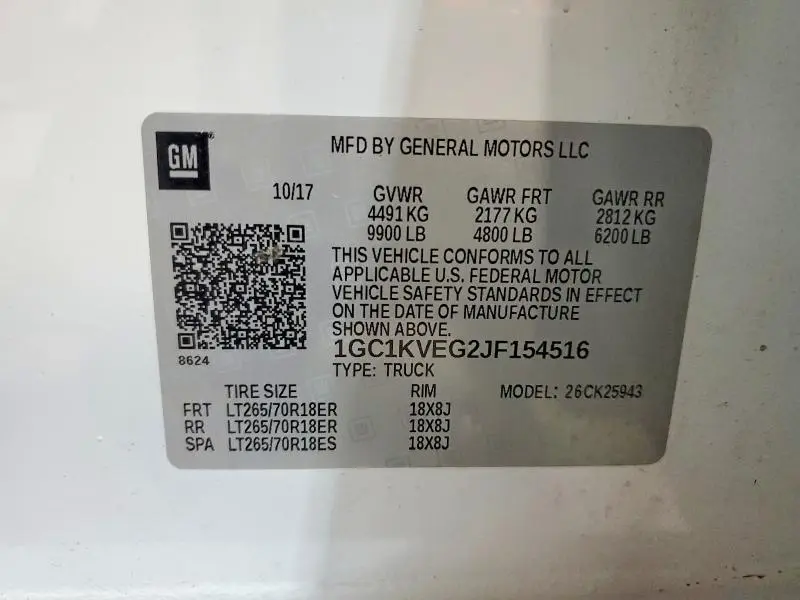 GM
MFD BY GENERAL MOTORS LLC
10/17 GVWR GAWR FRT GAWR RR
4491 KG 2177 KG 2812 KG
9900 LB 4800 LB 6200 LB
THIS VEHICLE CONFORMS TO ALL
APPLICABLE U.S. FEDERAL MOTOR
VEHICLE SAFETY STANDARDS IN EFFECT
ON THE DATE OF MANUFACTURE
SHOWN ABOVE.
8624
1GC1KVEG2JF154516
TYPE: TRUCK
TIRE SIZE RIM MODEL: 26CK25943
FRT LT265/70R18ER 18X8J
RR LT265/70R18ER 18X8J
SPA LT265/70R18ES 18X8J